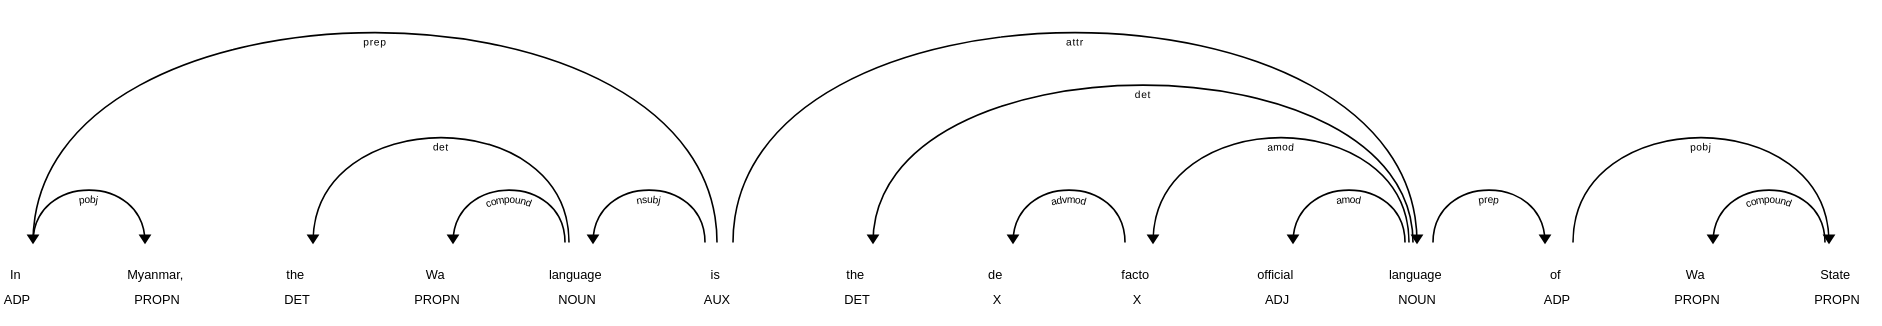 prep attr
det
det amod pobj
pobj compound nsubj advmod amod prep compound
In Myanmar, the Wa language is the de facto official language of Wa State
ADP PROPN DET PROPN NOUN AUX DET X X ADJ NOUN ADP PROPN PROPN